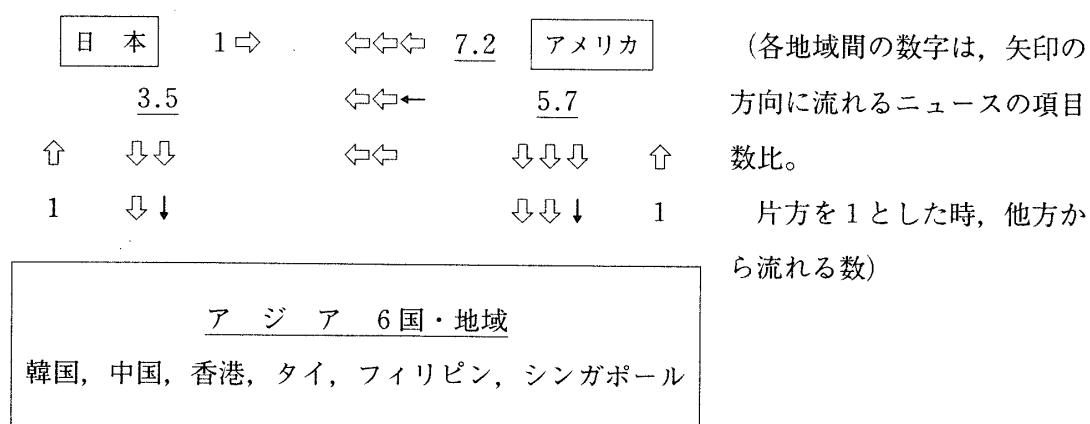 日 本 1⇨ ⇦⇦⇦ 7.2 アメリカ
3.5 ⇦⇦← 5.7
⇧ ⇩⇩ ⇦⇦ ⇩⇩⇩ ⇧
1 ⇩↓ ⇩⇩↓ 1
(各地域間の数字は，矢印の
方向に流れるニュースの項目
数比。
片方を1とした時，他方か
ら流れる数)
ア ジ ア 6国・地域
韓国，中国，香港，タイ，フィリピン，シンガポール